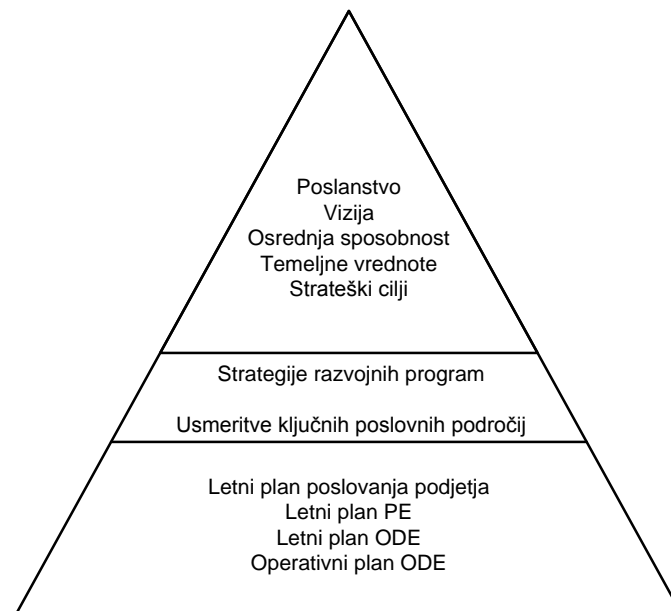 Poslanstvo
Vizija
Osrednja sposobnost
Temeljne vrednote
Strateški cilji
Strategije razvojnih program
Usmeritve ključnih poslovnih področij
Letni plan poslovanja podjetja
Letni plan PE
Letni plan ODE
Operativni plan ODE